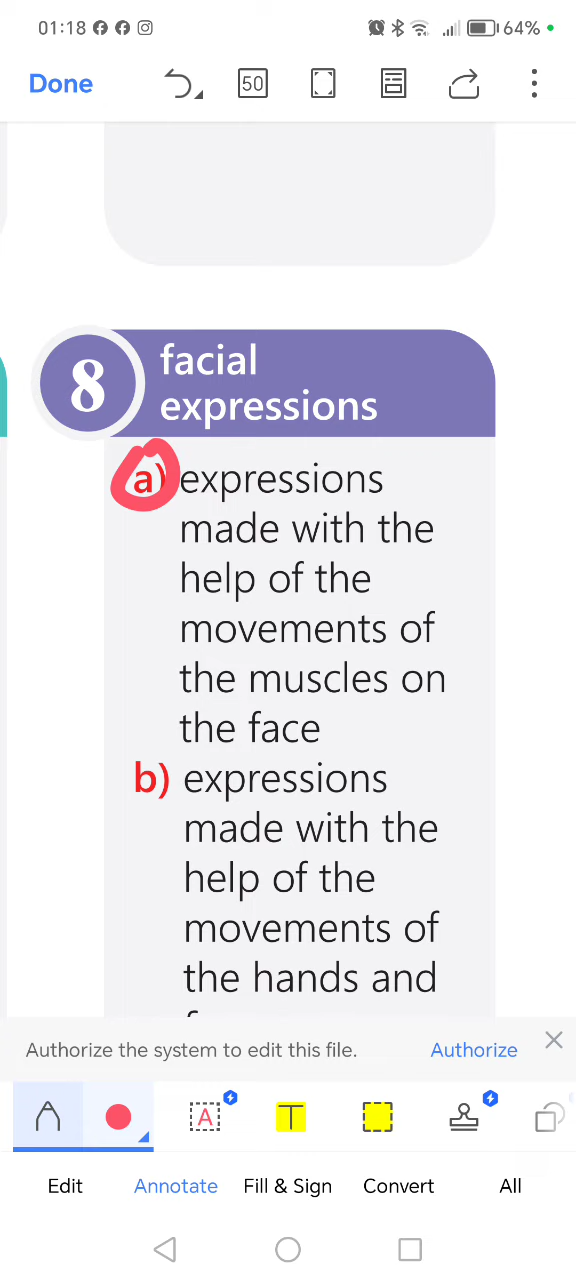 01:18
64%
Done
50
8
facial
expressions
a) expressions
made with the
help of the
movements of
the muscles on
the face
b) expressions
made with the
help of the
movements of
the hands and
Authorize the system to edit this file.
Authorize
A
T
Edit
Annotate
Fill & Sign
Convert
All